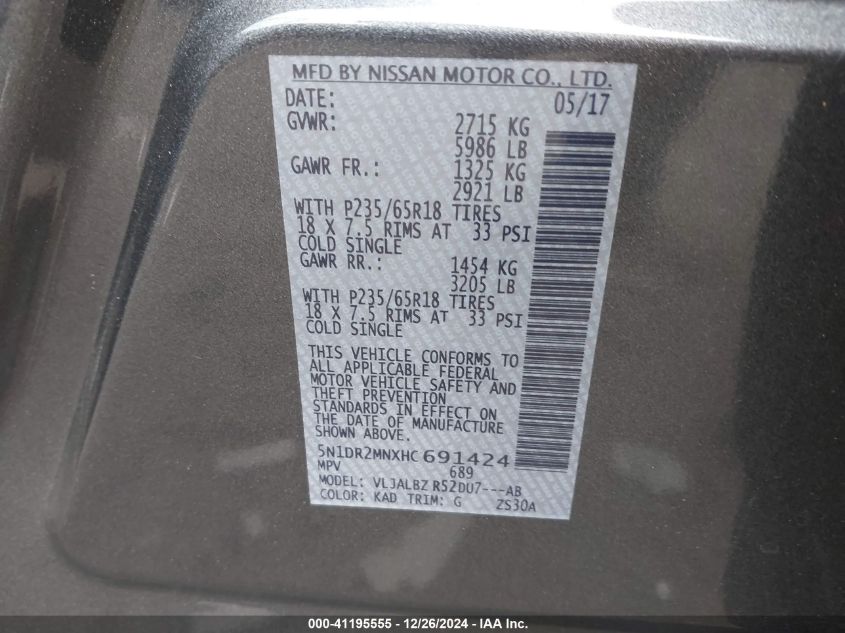 MFD BY NISSAN MOTOR CO., LTD.
DATE: 05/17
GVWR: 2715 KG
5986 LB
GAWR FR.: 1325 KG
2921 LB
WITH P235/65R18 TIRES
18 X 7.5 RIMS AT 33 PSI
COLD SINGLE
GAWR RR.: 1454 KG
3205 LB
WITH P235/65R18 TIRES
18 X 7.5 RIMS AT 33 PSI
COLD SINGLE
THIS VEHICLE CONFORMS TO
ALL APPLICABLE FEDERAL
MOTOR VEHICLE SAFETY AND
THEFT PREVENTION
STANDARDS IN EFFECT ON
THE DATE OF MANUFACTURE
SHOWN ABOVE.
5N1DR2MNXHC691424
MPV 689
MODEL: VLJALBZ R52DU7---AB
COLOR: KAD TRIM: G ZS30A
000-41195555 - 12/26/2024 - IAA Inc.